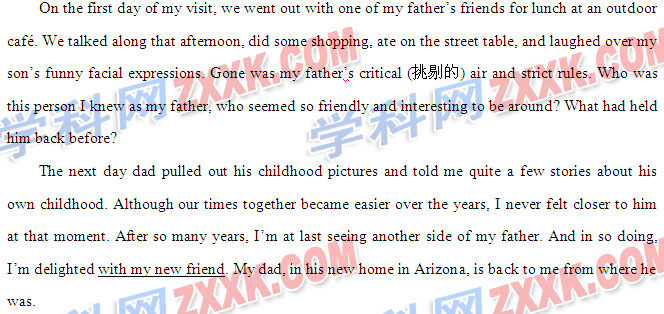 On the first day of my visit, we went out with one of my father's friends for lunch at an outdoor
café. We talked along that afternoon, did some shopping, ate on the street table, and laughed over my
son's funny facial expressions. Gone was my father's critical (挑剔的) air and strict rules. Who was
this person I knew as my father, who seemed so friendly and interesting to be around? What had held
him back before?
The next day dad pulled out his childhood pictures and told me quite a few stories about his
own childhood. Although our times together became easier over the years, I never felt closer to him
at that moment. After so many years, I'm at last seeing another side of my father. And in so doing,
I'm delighted with my new friend. My dad, in his new home in Arizona, is back to me from where he
was.
学科网 ZXXK.COM
学科网 ZXXK.COM
学科网 ZXXK.COM
学科网 ZXXK.COM